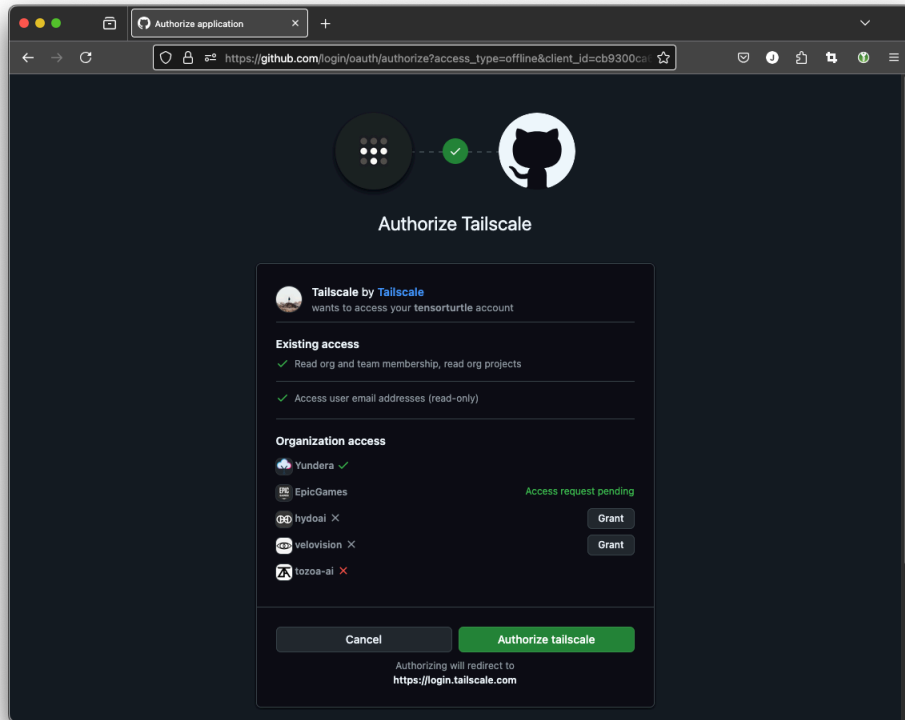 Authorize application
https://github.com/login/oauth/authorize?access_type=offline&client_id=cb9300ca
J
Authorize Tailscale
Tailscale by Tailscale
wants to access your tensorturtle account
Existing access
Read org and team membership, read org projects
Access user email addresses (read-only)
Organization access
Yundera
EPIC
EpicGames
Access request pending
hydoai
Grant
velovision
Grant
tozoa-ai
Cancel
Authorize tailscale
Authorizing will redirect to
https://login.tailscale.com